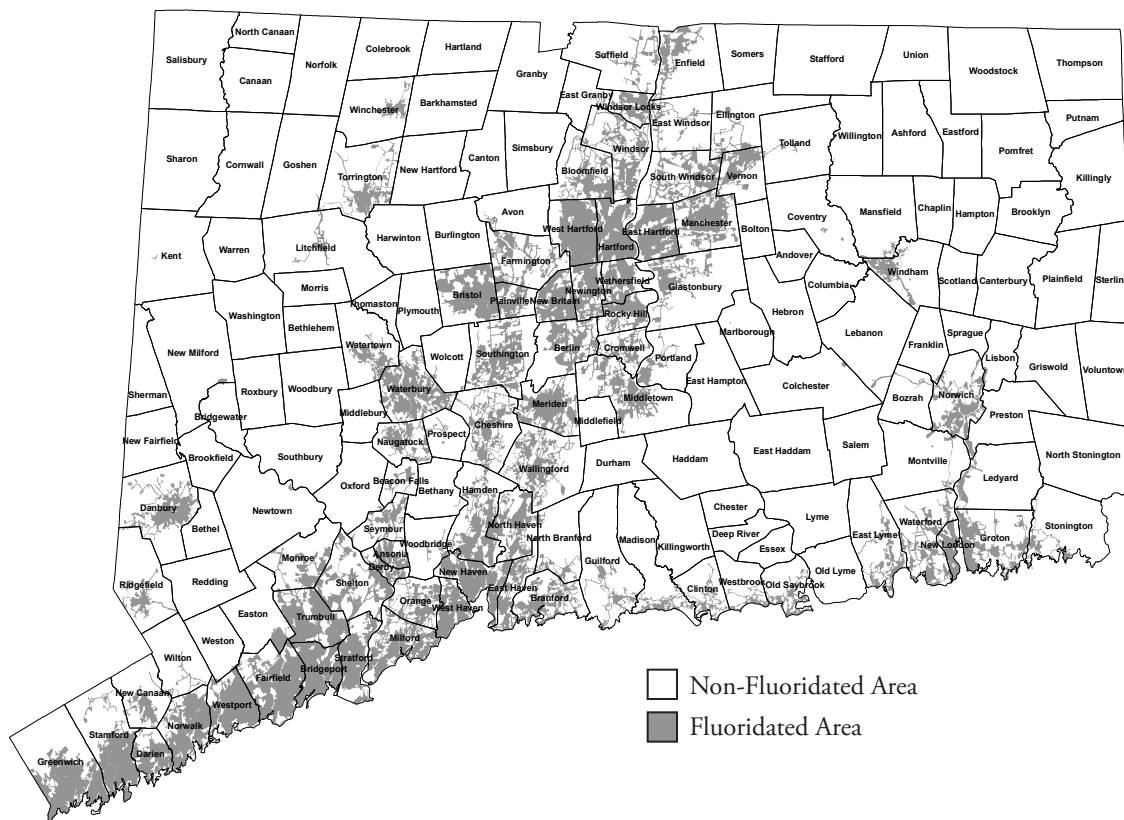 North Canaan
Colebrook
Hartland
Salisbury
Norfolk
Canaan
Granby
Suffield
Enfield
Somers
Stafford
Union
Woodstock
Thompson
Winchester
Barkhamsted
East Granby
Windsor Locks
East Windsor
Ellington
Putnam
Willington
Ashford
Eastford
Pomfret
Killingly
Sharon
Cornwall
Goshen
Torrington
New Hartford
Canton
Simsbury
Bloomfield
Windsor
South Windsor
Vernon
Tolland
Kent
Warren
Litchfield
Harwinton
Burlington
Avon
West Hartford
Hartford
East Hartford
Manchester
Bolton
Coventry
Mansfield
Chaplin
Hampton
Brooklyn
Morris
Farmington
Andover
Windham
Scotland
Canterbury
Plainfield
Sterlin
Washington
Bethlehem
Thomaston
Plymouth
Bristol
Plainville
New Britain
Newington
Wethersfield
Rocky Hill
Glastonbury
Columbia
Hebron
Marlborough
Lebanon
Franklin
Sprague
Lisbon
Griswold
Voluntown
New Milford
Watertown
Wolcott
Southington
Berlin
Cromwell
Portland
East Hampton
Colchester
Bozrah
Norwich
Preston
Sherman
Bridgewater
Roxbury
Woodbury
Middlebury
Waterbury
Meriden
Middlefield
Middletown
New Fairfield
Brookfield
Southbury
Naugatuck
Prospect
Cheshire
Wallingford
Durham
Haddam
East Haddam
Salem
Montville
Ledyard
North Stonington
Danbury
Bethel
Newtown
Oxford
Beacon Falls
Bethany
Hamden
North Haven
North Branford
Guilford
Madison
Killingworth
Chester
Deep River
Essex
Lyme
East Lyme
Waterford
New London
Groton
Stonington
Ridgefield
Redding
Monroe
Seymour
Ansonia
Derby
Woodbridge
Shelton
New Haven
East Haven
Branford
Clinton
Westbrook
Old Saybrook
Old Lyme
Easton
Weston
Trumbull
Orange
West Haven
Milford
Wilton
Fairfield
Bridgeport
Stratford
New Canaan
Westport
Norwalk
Stamford
Darien
Greenwich
Non-Fluoridated Area
Fluoridated Area